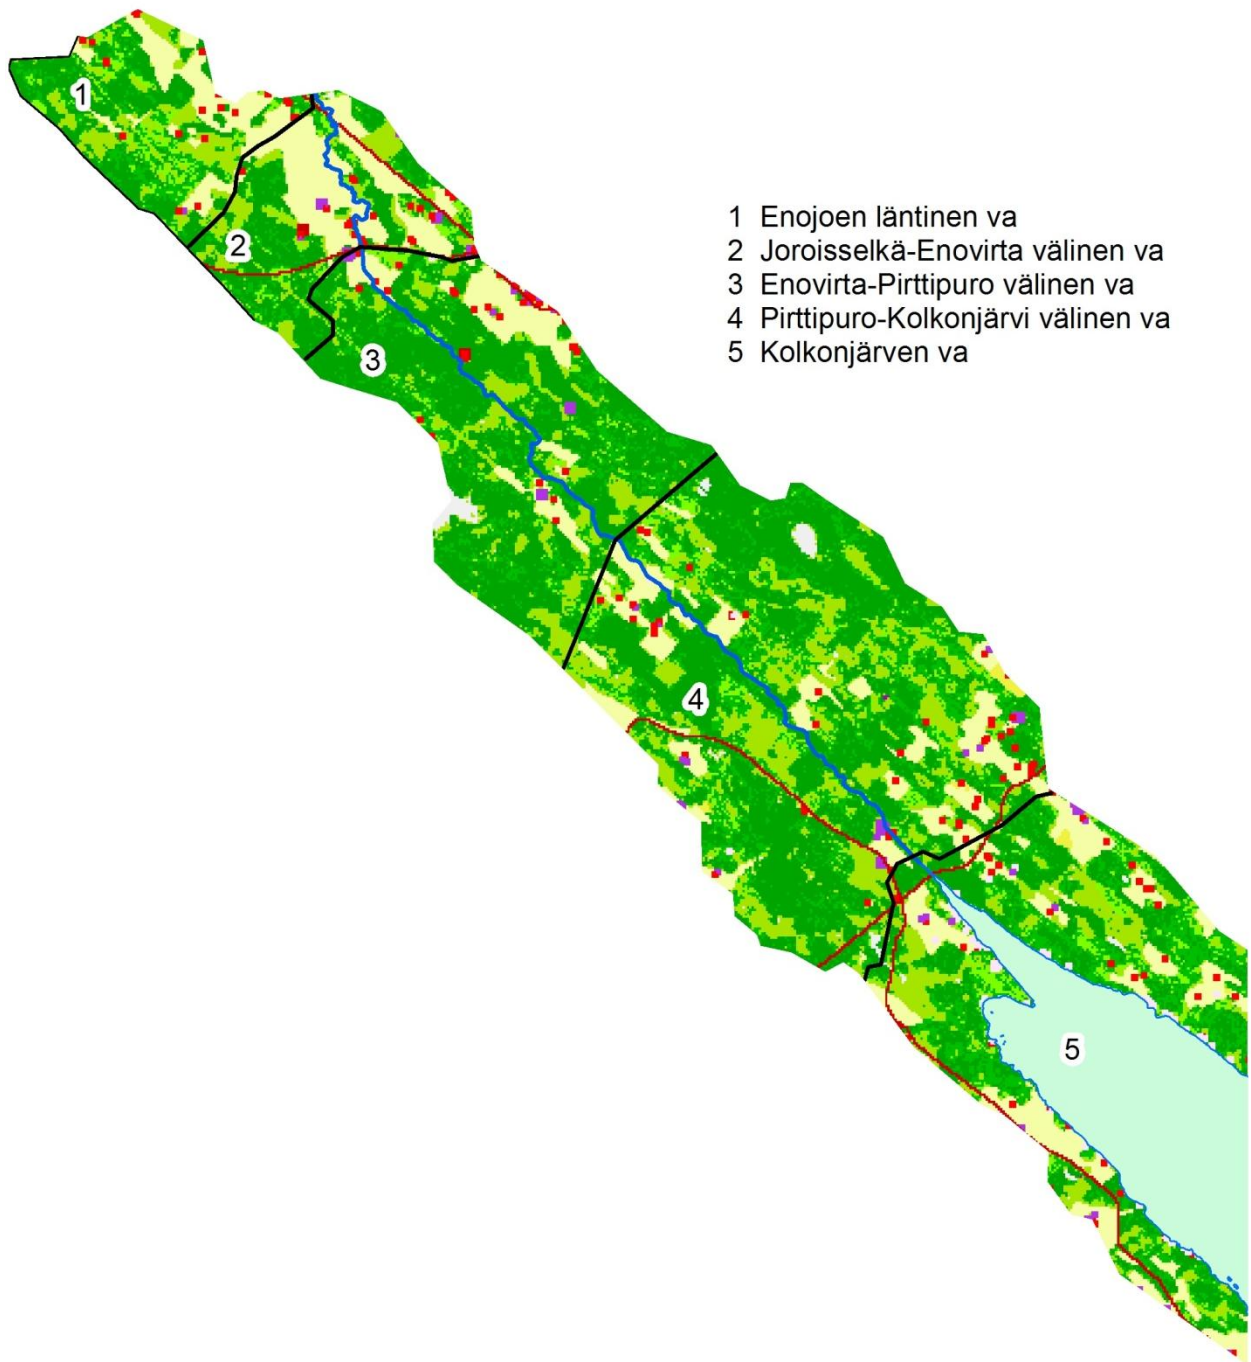 1 Enojoen läntinen va
2 Joroisselkä-Enovirta välinen va
3 Enovirta-Pirttipuro välinen va
4 Pirttipuro-Kolkonjärvi välinen va
5 Kolkonjärven va
1
2
3
4
5